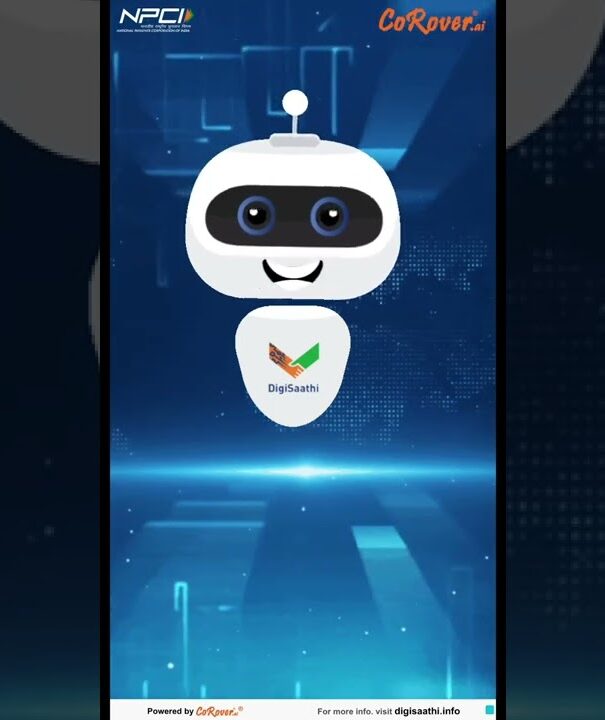 NPCI
NATIONAL PAYMENTS CORPORATION OF INDIA
CoRover.ai
DigiSaathi
Powered by CoRover.ai®
For more info. visit digisaathi.info